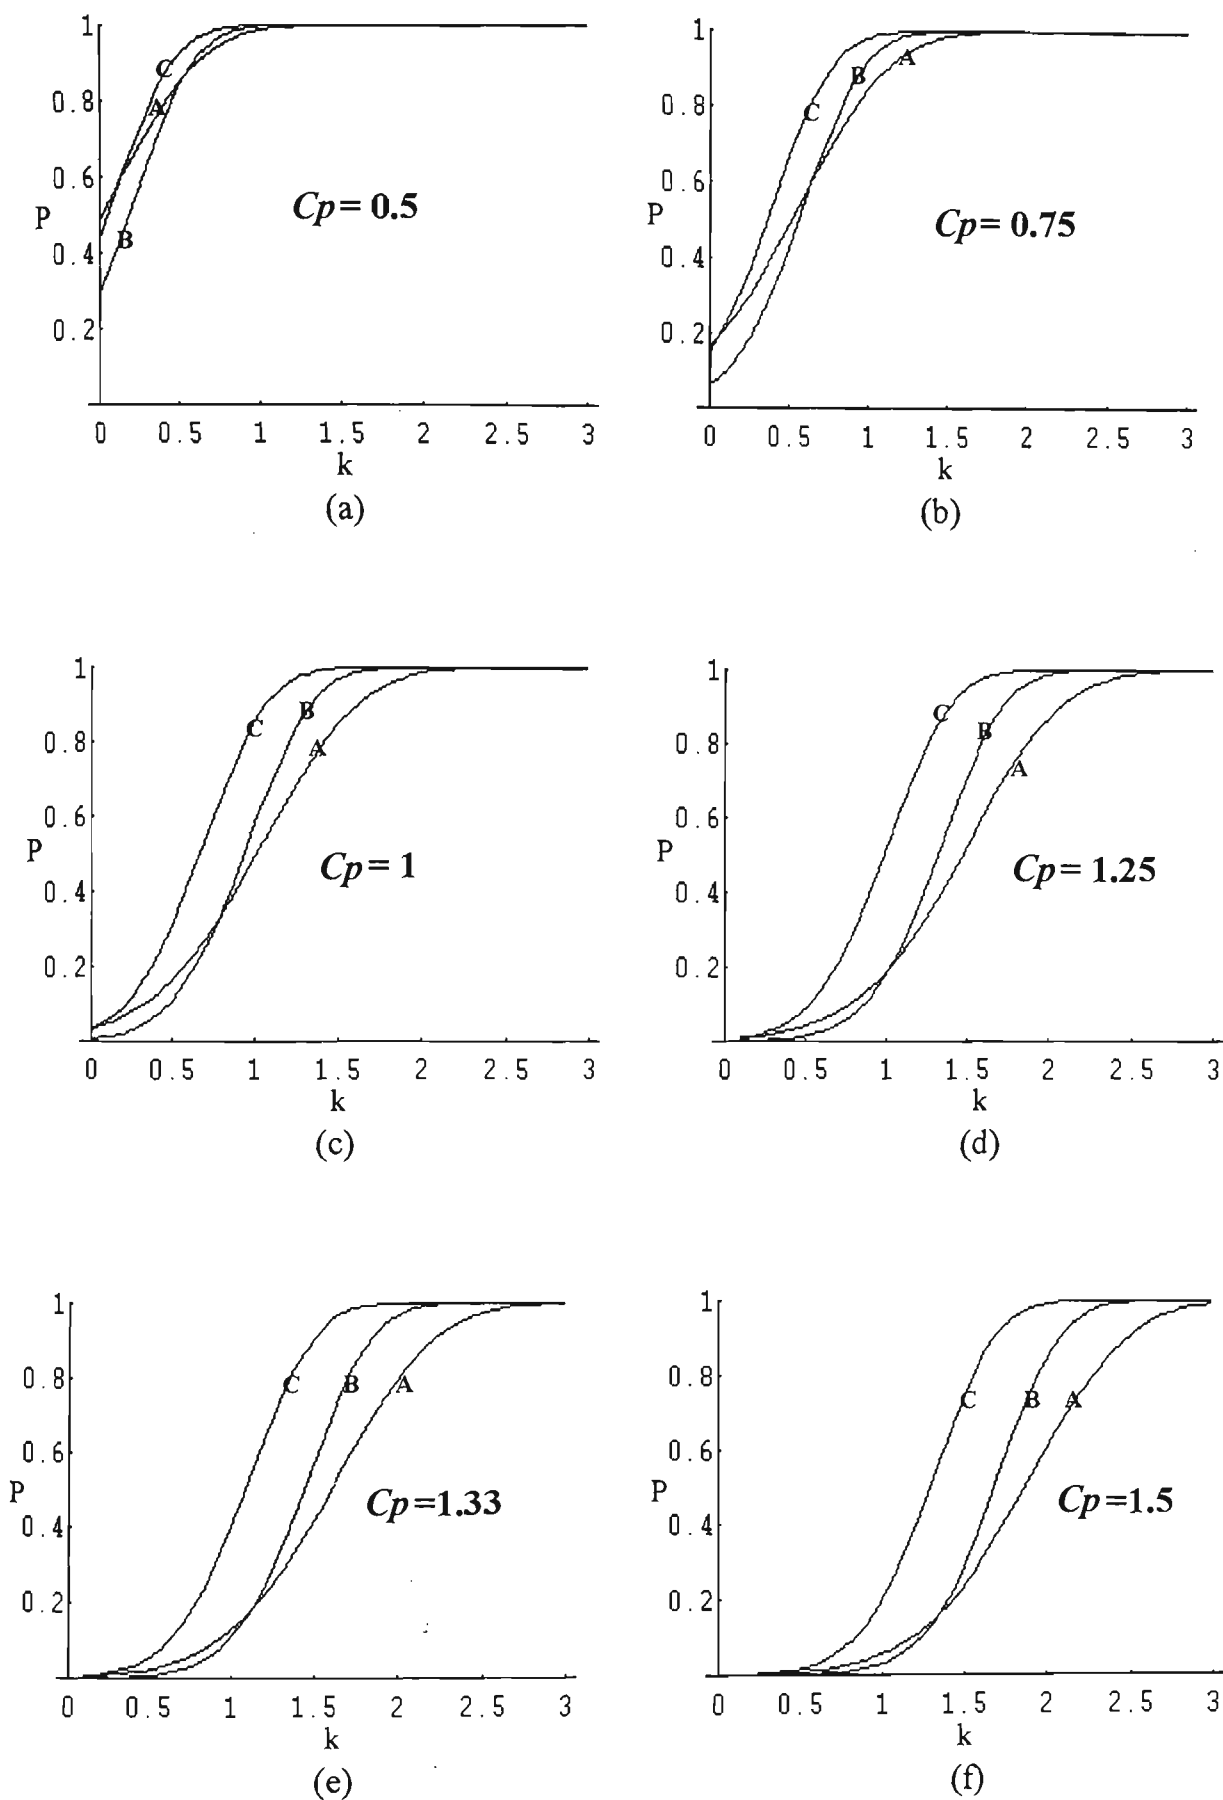 1
0.8
0.6
P
0.4
0.2
0 0.5 1 1.5 2 2.5 3
k
C
A
B
Cp = 0.5
(a)
1
0.8
0.6
P
0.4
0.2
0 0.5 1 1.5 2 2.5 3
k
A
B
C
Cp = 0.75
(b)
1
0.8
0.6
P
0.4
0.2
0 0.5 1 1.5 2 2.5 3
k
B
C
A
Cp = 1
(c)
1
0.8
0.6
P
0.4
0.2
0 0.5 1 1.5 2 2.5 3
k
C
B
A
Cp = 1.25
(d)
1
0.8
0.6
P
0.4
0.2
0 0.5 1 1.5 2 2.5 3
k
C B A
Cp =1.33
(e)
1
0.8
0.6
P
0.4
0.2
0 0.5 1 1.5 2 2.5 3
k
C B A
Cp =1.5
(f)